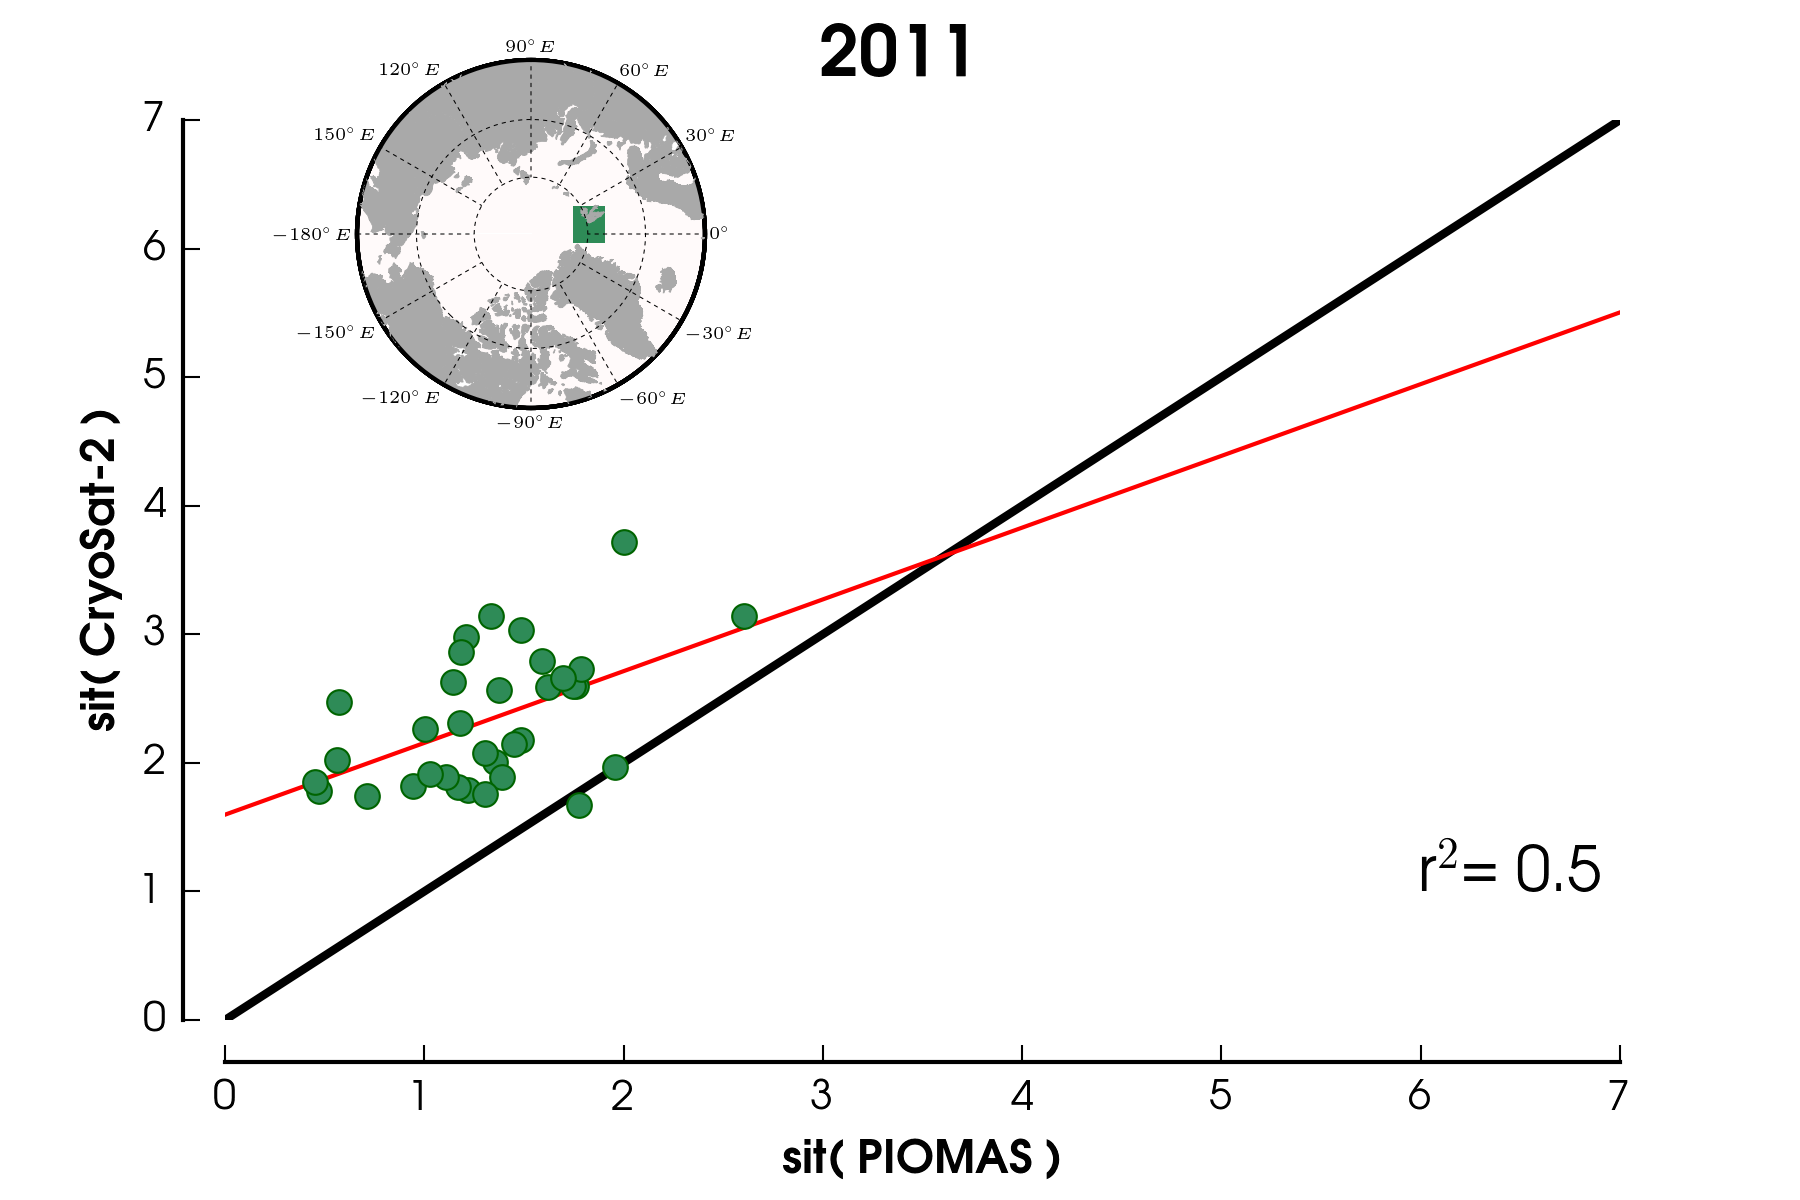 2011
90° E
120° E
60° E
150° E
30° E
−180° E
0°
−150° E
−30° E
−120° E
−60° E
−90° E
7
6
5
4
3
2
1
0
sit( CryoSat-2 )
r²= 0.5
0 1 2 3 4 5 6 7
sit( PIOMAS )